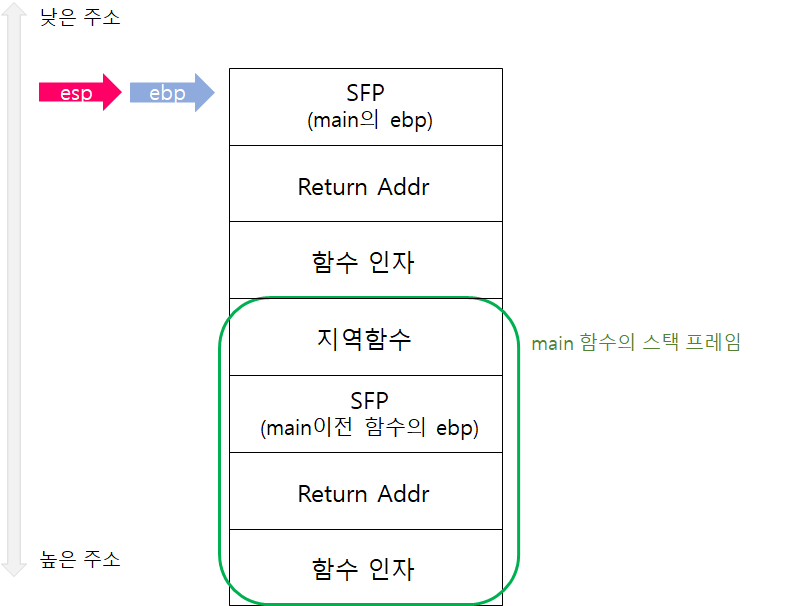 낮은 주소
esp
ebp
SFP
(main의 ebp)
Return Addr
함수 인자
지역함수
main 함수의 스택 프레임
SFP
(main이전 함수의 ebp)
Return Addr
높은 주소
함수 인자